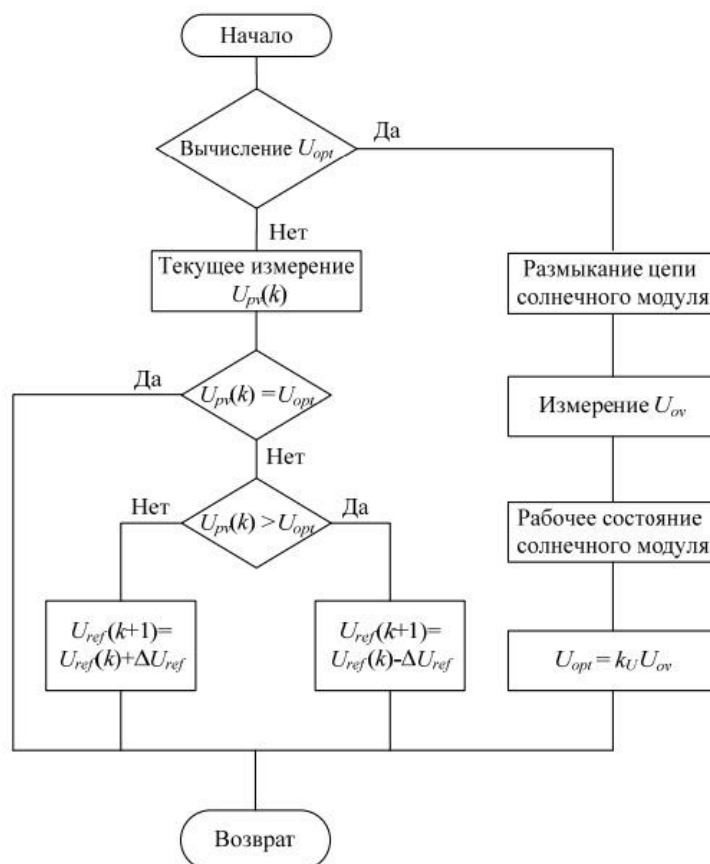 Начало
Вычисление U_opt
Да
Нет
Текущее измерение
U_pv(k)
Размыкание цепи
солнечного модуля
Да
U_pv(k) = U_opt
Измерение U_ov
Нет
Нет
U_pv(k) > U_opt
Да
Рабочее состояние
солнечного модуля
U_ref(k+1)=
U_ref(k)+ΔU_ref
U_ref(k+1)=
U_ref(k)-ΔU_ref
U_opt = k_U U_ov
Возврат